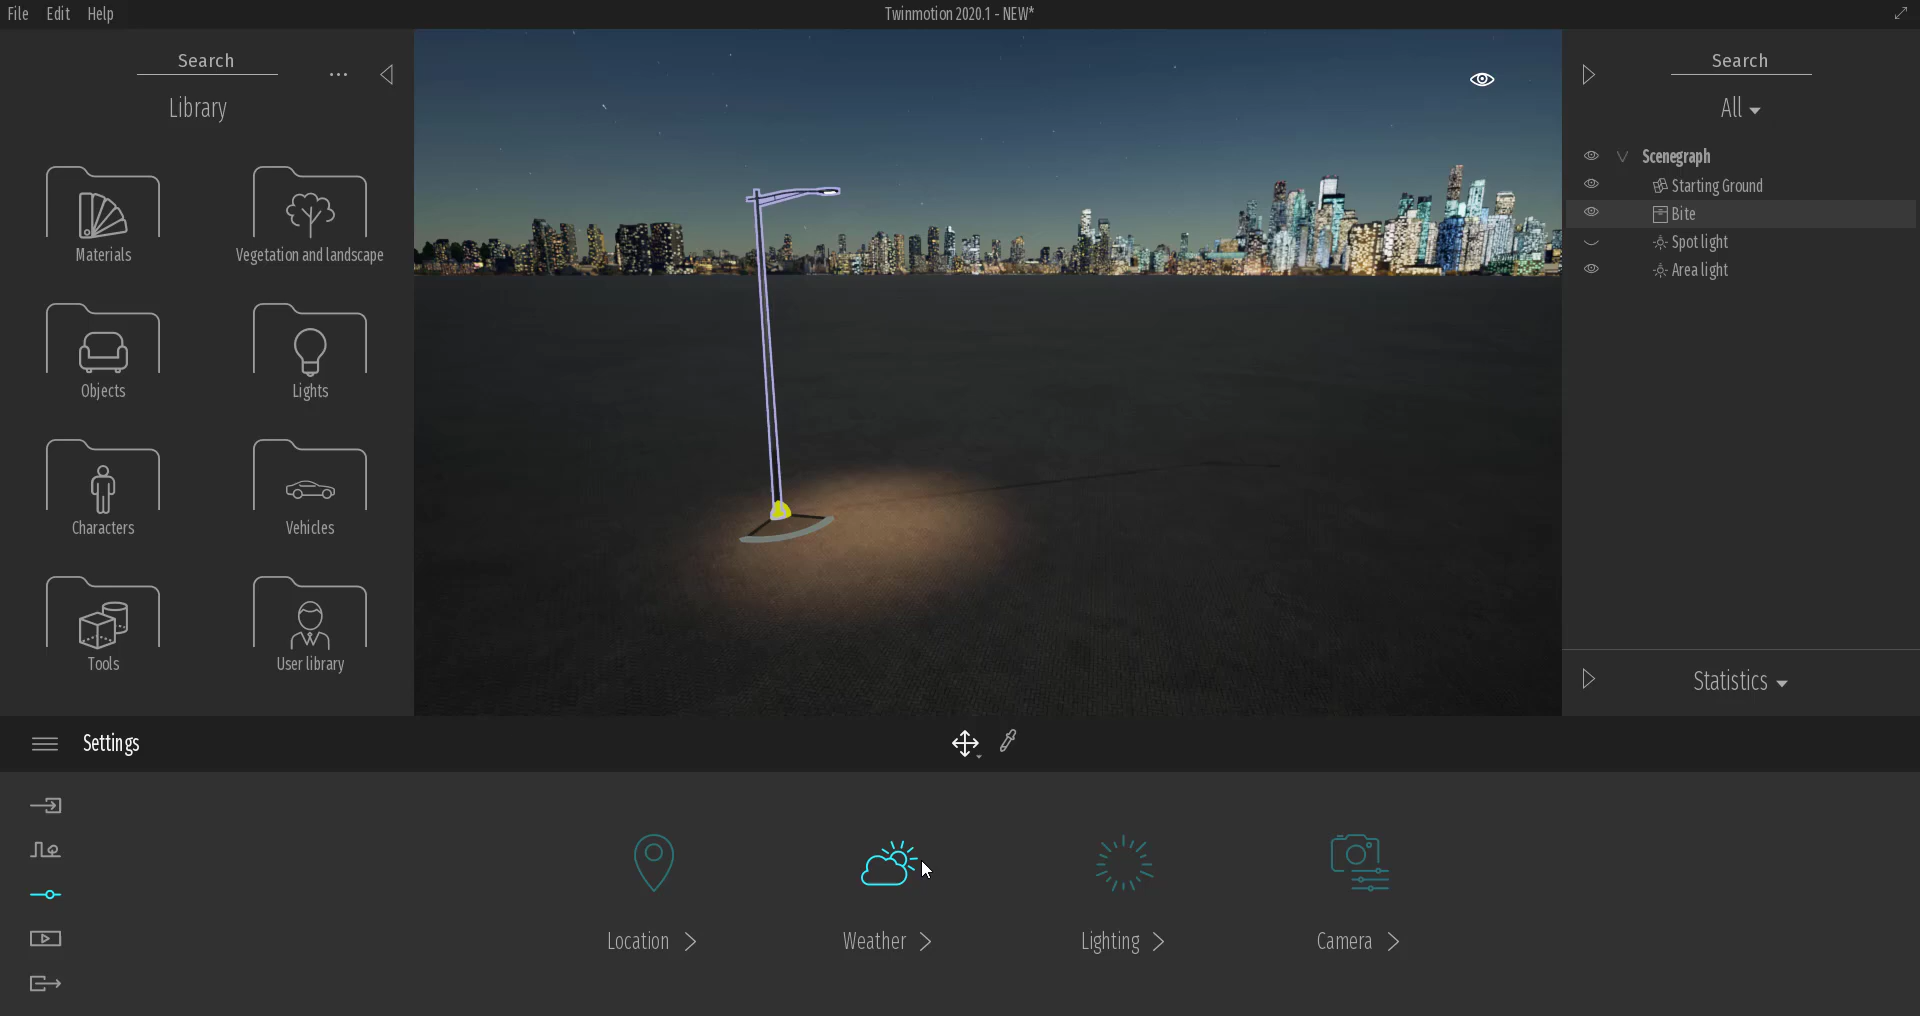 File Edit Help
Twinmotion 2020.1 - NEW*
Search
Library
Materials
Vegetation and landscape
Objects
Lights
Characters
Vehicles
Tools
User library
Search
All
Scenegraph
Starting Ground
Bite
Spot light
Area light
Statistics
Settings
Location
Weather
Lighting
Camera